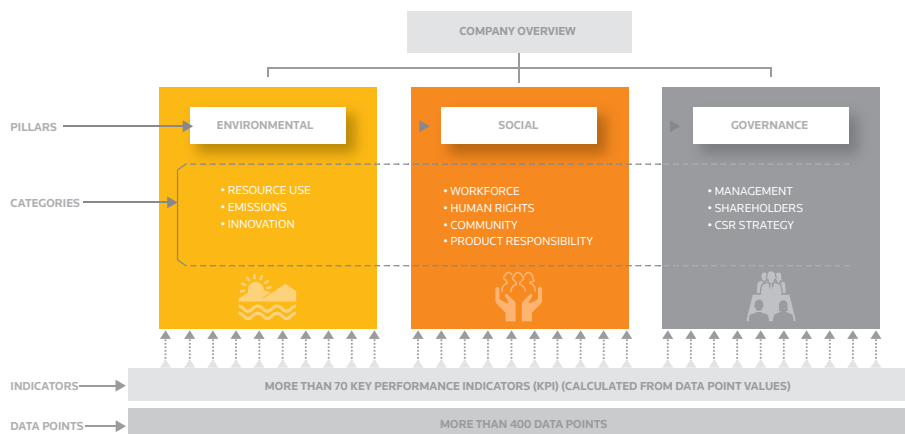 COMPANY OVERVIEW
PILLARS
ENVIRONMENTAL
SOCIAL
GOVERNANCE
CATEGORIES
• RESOURCE USE
• EMISSIONS
• INNOVATION
• WORKFORCE
• HUMAN RIGHTS
• COMMUNITY
• PRODUCT RESPONSIBILITY
• MANAGEMENT
• SHAREHOLDERS
• CSR STRATEGY
INDICATORS
MORE THAN 70 KEY PERFORMANCE INDICATORS (KPI) (CALCULATED FROM DATA POINT VALUES)
DATA POINTS
MORE THAN 400 DATA POINTS